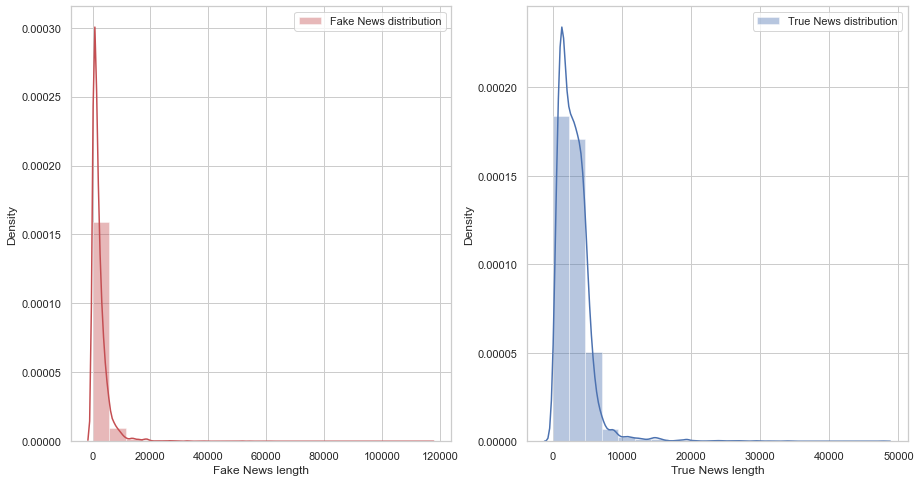 Fake News distribution
0.00030
0.00025
0.00020
0.00015
0.00010
0.00005
0.00000
Density
0 20000 40000 60000 80000 100000 120000
Fake News length
True News distribution
0.00020
0.00015
0.00010
0.00005
0.00000
Density
0 10000 20000 30000 40000 50000
True News length